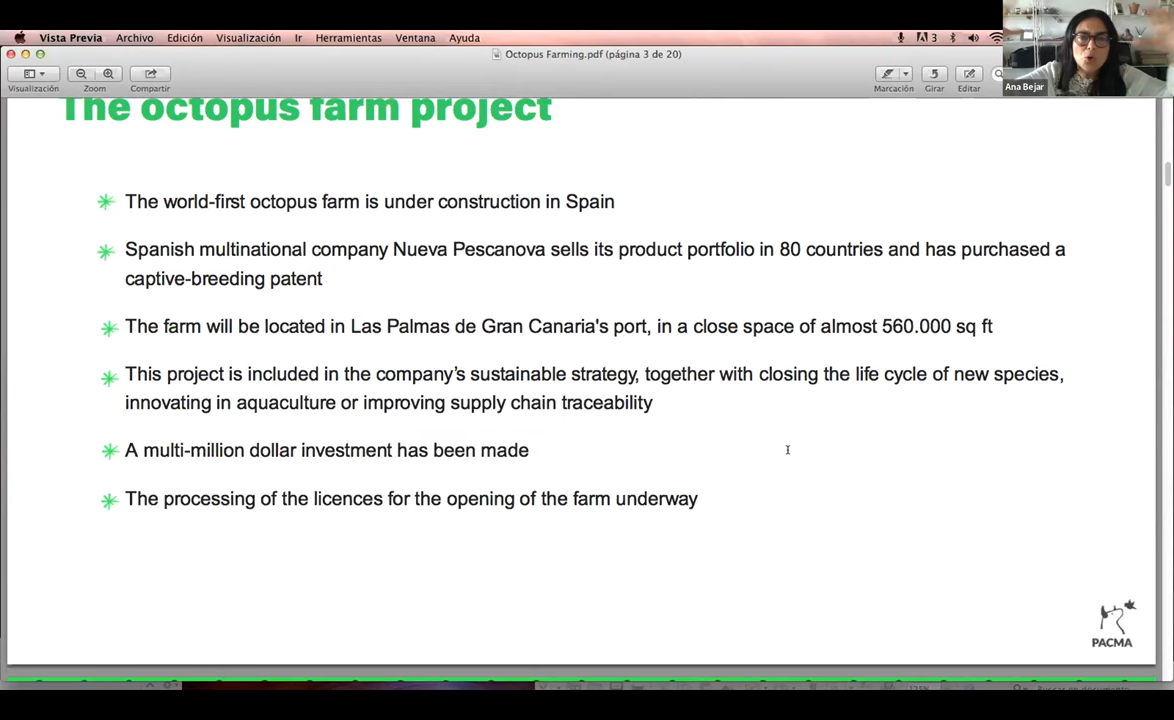 Vista Previa Archivo Edición Visualización Ir Herramientas Ventana Ayuda
3
Octopus Farming.pdf (página 3 de 20)
Visualización Zoom Compartir
Marcación Girar Editar
Ana Bejar
The octopus farm project
The world-first octopus farm is under construction in Spain
Spanish multinational company Nueva Pescanova sells its product portfolio in 80 countries and has purchased a
captive-breeding patent
The farm will be located in Las Palmas de Gran Canaria's port, in a close space of almost 560.000 sq ft
This project is included in the company's sustainable strategy, together with closing the life cycle of new species,
innovating in aquaculture or improving supply chain traceability
A multi-million dollar investment has been made
The processing of the licences for the opening of the farm underway
PACMA